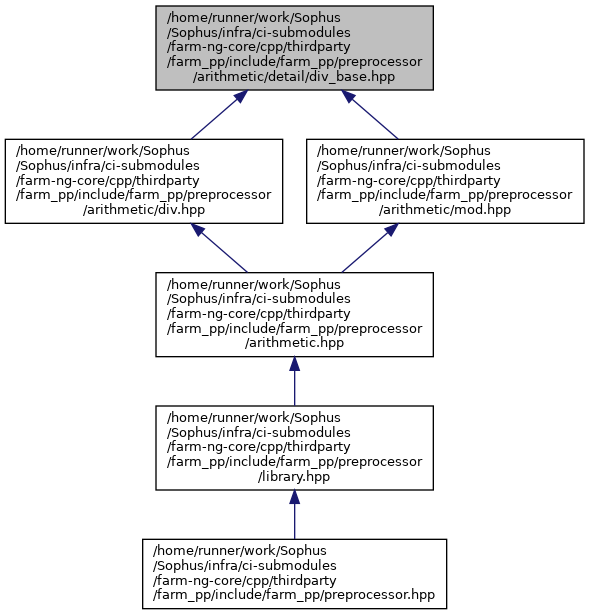 /home/runner/work/Sophus
/Sophus/infra/ci-submodules
/farm-ng-core/cpp/thirdparty
/farm_pp/include/farm_pp/preprocessor
/arithmetic/detail/div_base.hpp
/home/runner/work/Sophus
/Sophus/infra/ci-submodules
/farm-ng-core/cpp/thirdparty
/farm_pp/include/farm_pp/preprocessor
/arithmetic/div.hpp
/home/runner/work/Sophus
/Sophus/infra/ci-submodules
/farm-ng-core/cpp/thirdparty
/farm_pp/include/farm_pp/preprocessor
/arithmetic/mod.hpp
/home/runner/work/Sophus
/Sophus/infra/ci-submodules
/farm-ng-core/cpp/thirdparty
/farm_pp/include/farm_pp/preprocessor
/arithmetic.hpp
/home/runner/work/Sophus
/Sophus/infra/ci-submodules
/farm-ng-core/cpp/thirdparty
/farm_pp/include/farm_pp/preprocessor
/library.hpp
/home/runner/work/Sophus
/Sophus/infra/ci-submodules
/farm-ng-core/cpp/thirdparty
/farm_pp/include/farm_pp/preprocessor.hpp